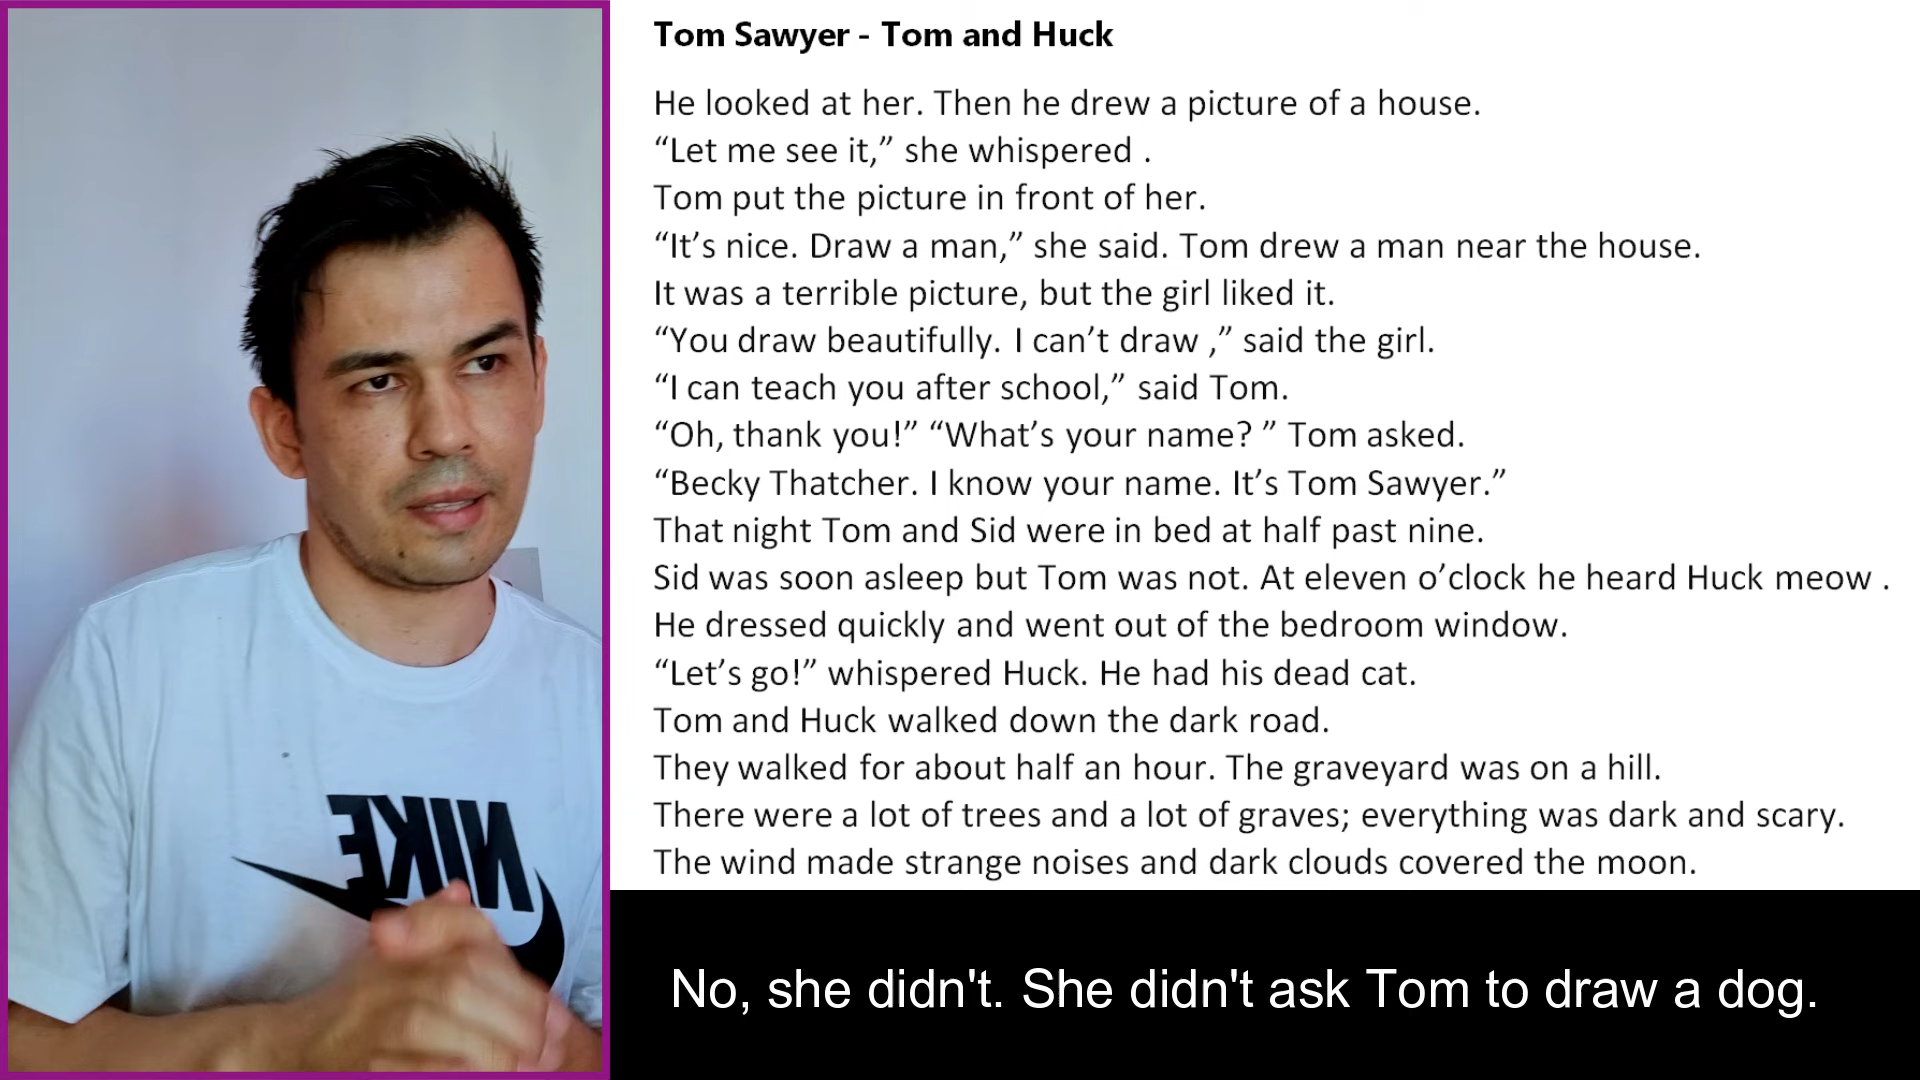 Tom Sawyer - Tom and Huck
He looked at her. Then he drew a picture of a house.
“Let me see it,” she whispered .
Tom put the picture in front of her.
“It’s nice. Draw a man,” she said. Tom drew a man near the house.
It was a terrible picture, but the girl liked it.
“You draw beautifully. I can’t draw ,” said the girl.
“I can teach you after school,” said Tom.
“Oh, thank you!” “What’s your name? ” Tom asked.
“Becky Thatcher. I know your name. It’s Tom Sawyer.”
That night Tom and Sid were in bed at half past nine.
Sid was soon asleep but Tom was not. At eleven o’clock he heard Huck meow .
He dressed quickly and went out of the bedroom window.
“Let’s go!” whispered Huck. He had his dead cat.
Tom and Huck walked down the dark road.
They walked for about half an hour. The graveyard was on a hill.
There were a lot of trees and a lot of graves; everything was dark and scary.
The wind made strange noises and dark clouds covered the moon.
NIKE
No, she didn't. She didn't ask Tom to draw a dog.